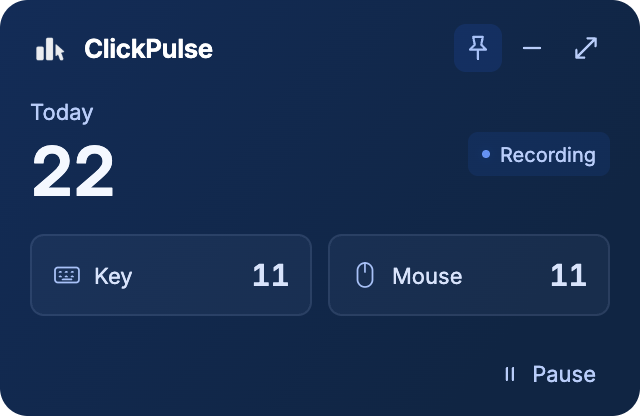 ClickPulse
Today
22
Recording
Key 11
Mouse 11
Pause